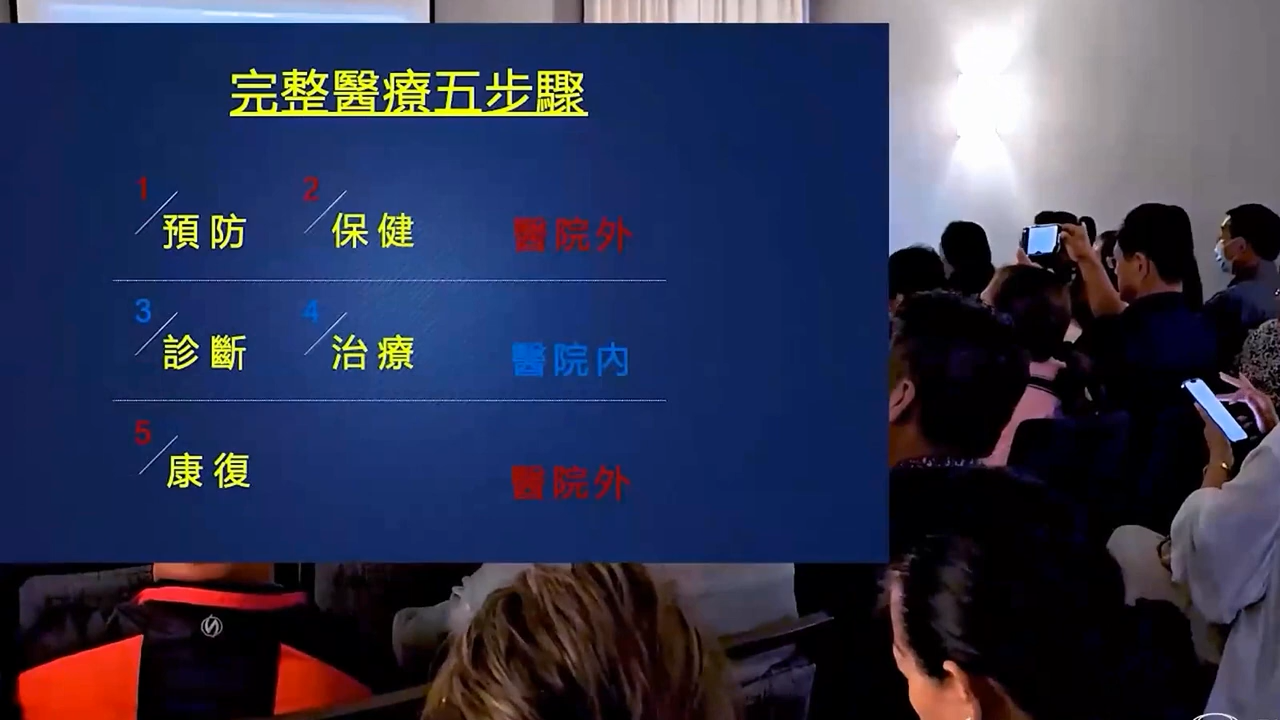 完整醫療五步驟
1 預防 2 保健 醫院外
3 診斷 4 治療 醫院內
5 康復 醫院外